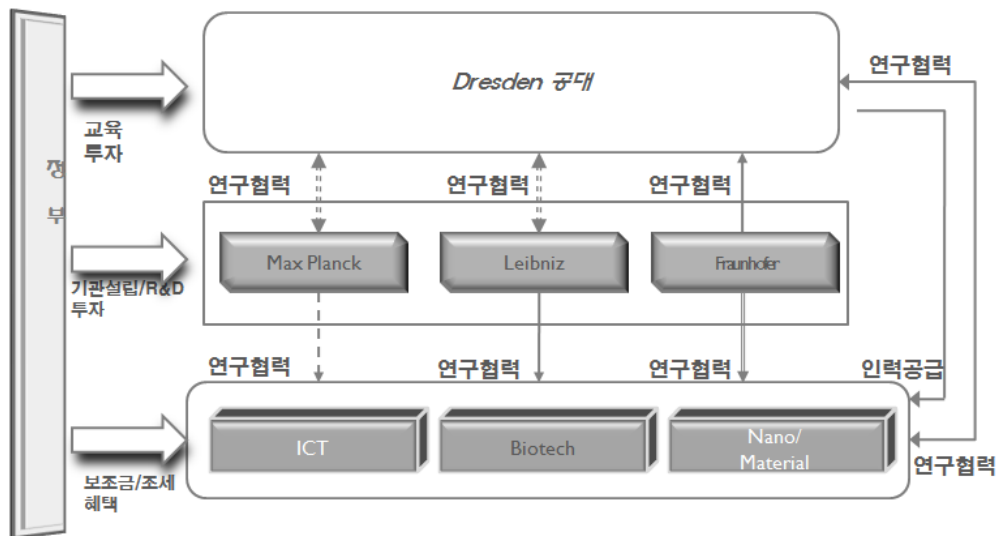 Dresden 공대
연구협력
교육
투자
정
부
연구협력
연구협력
연구협력
Max Planck
Leibniz
Fraunhofer
기관설립/R&D
투자
연구협력
연구협력
연구협력
인력공급
ICT
Biotech
Nano/
Material
연구협력
보조금/조세
혜택